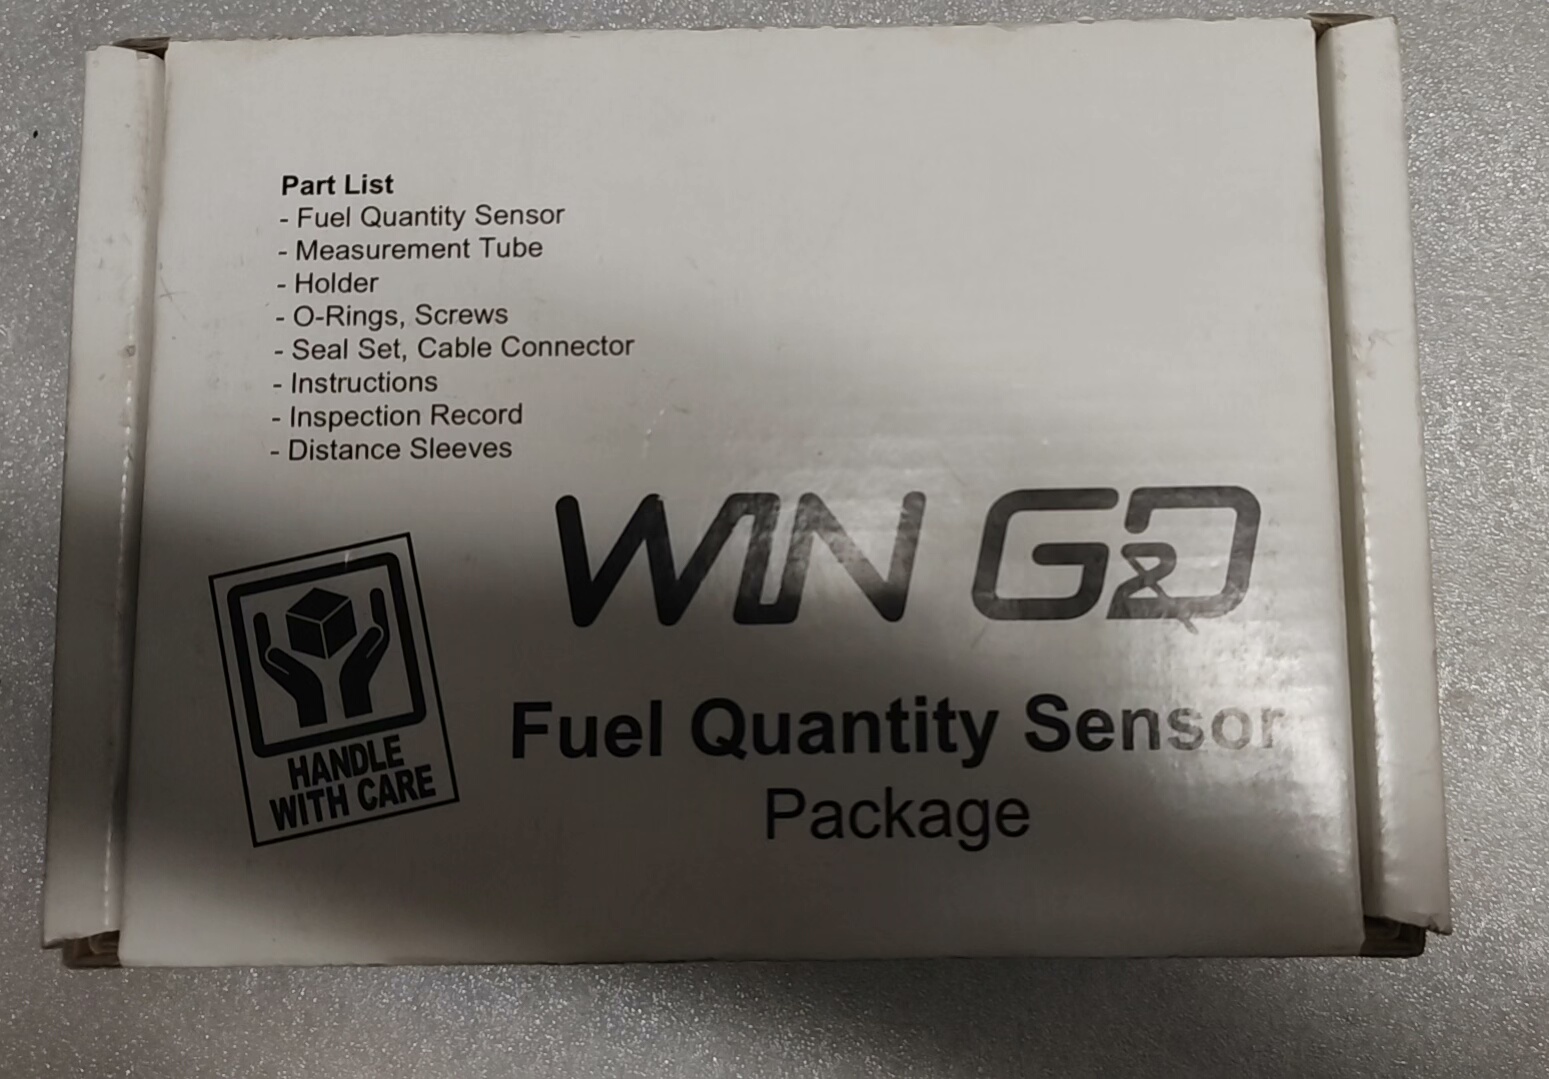 Part List
- Fuel Quantity Sensor
- Measurement Tube
- Holder
- O-Rings, Screws
- Seal Set, Cable Connector
- Instructions
- Inspection Record
- Distance Sleeves
WIN G&D
Fuel Quantity Sensor
Package
HANDLE
WITH CARE